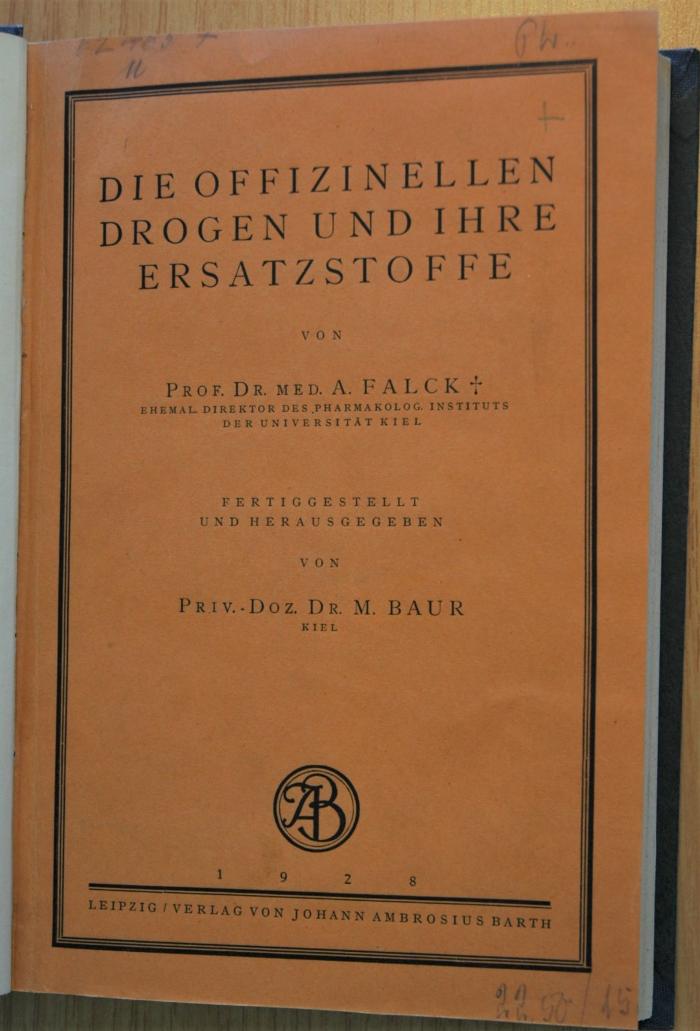 DIE OFFIZINELLEN
DROGEN UND IHRE
ERSATZSTOFFE
VON
PROF. DR. MED. A. FALCK †
EHEMAL. DIREKTOR DES PHARMAKOLOG. INSTITUTS
DER UNIVERSITÄT KIEL
FERTIGGESTELLT
UND HERAUSGEGEBEN
VON
PRIV.-DOZ. DR. M. BAUR
KIEL
AB
1928
LEIPZIG / VERLAG VON JOHANN AMBROSIUS BARTH